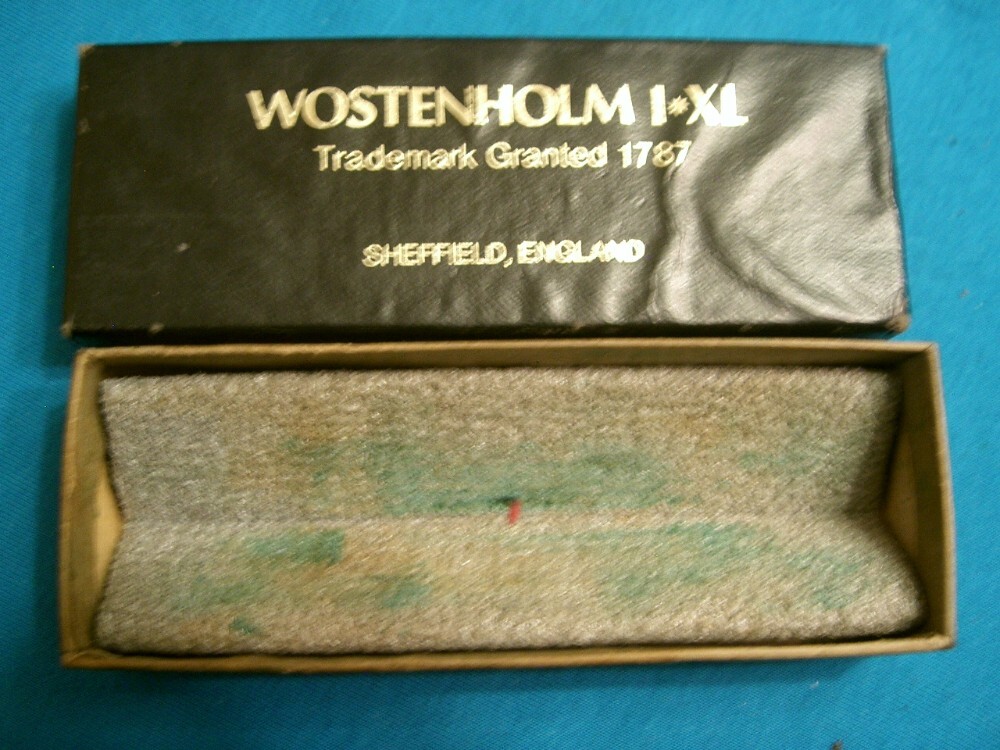 WOSTENHOLM I*XL
Trademark Granted 1787
SHEFFIELD, ENGLAND